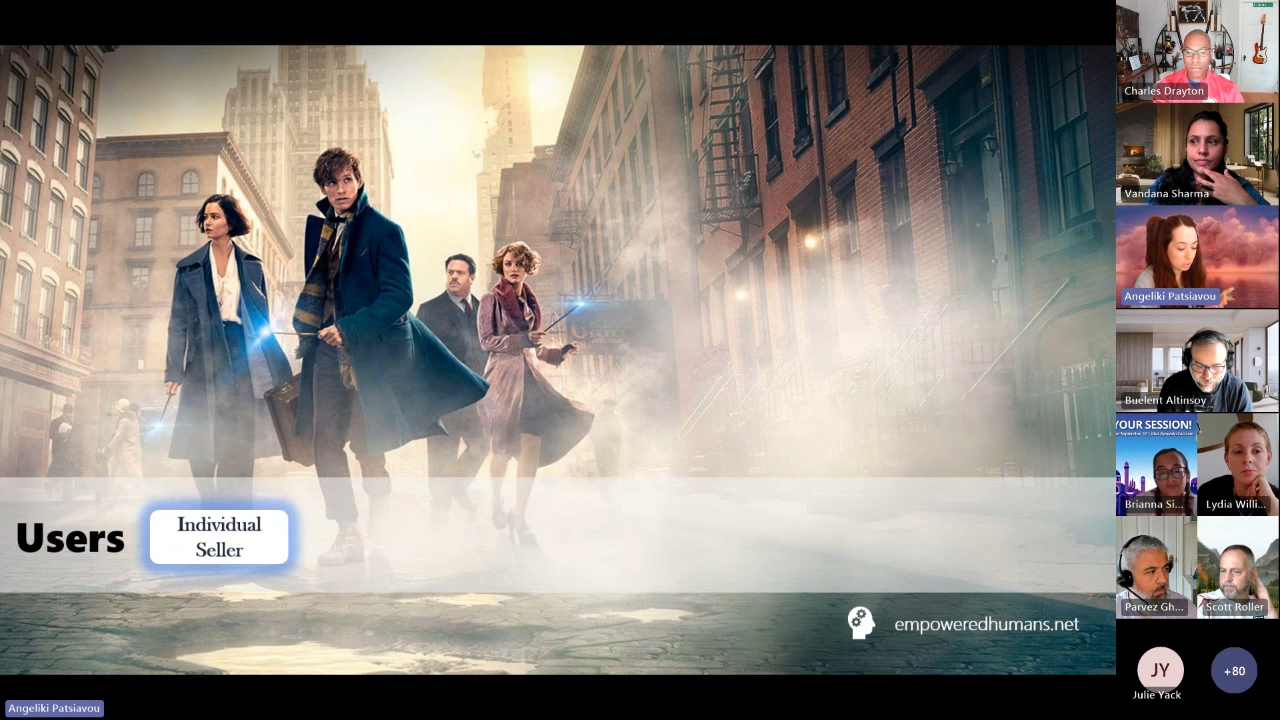 Users
Individual
Seller
empoweredhumans.net
Angeliki Patsiavou
Charles Drayton
Vandana Sharma
Angeliki Patsiavou
Buelent Altinsoy
YOUR SESSION!
Brianna Si...
Lydia Willi...
Parvez Gh...
Scott Roller
JY
Julie Yack
+80